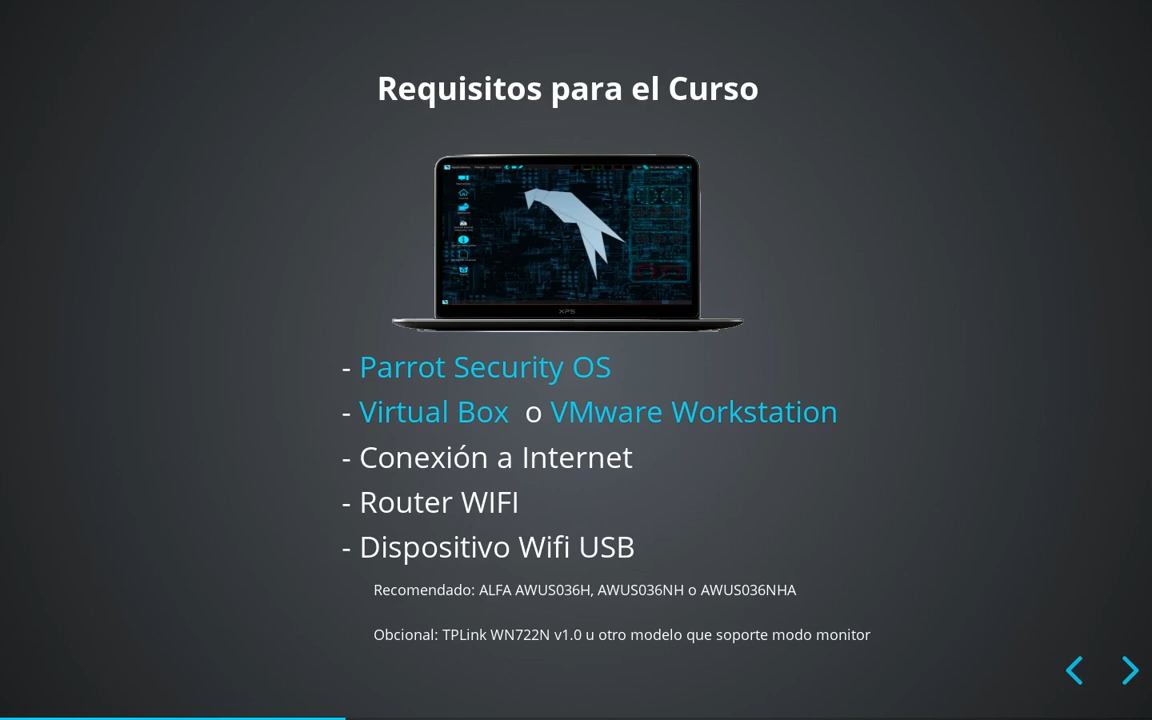 Requisitos para el Curso
XPS
- Parrot Security OS
- Virtual Box o VMware Workstation
- Conexión a Internet
- Router WIFI
- Dispositivo Wifi USB
Recomendado: ALFA AWUS036H, AWUS036NH o AWUS036NHA
Obcional: TPLink WN722N v1.0 u otro modelo que soporte modo monitor